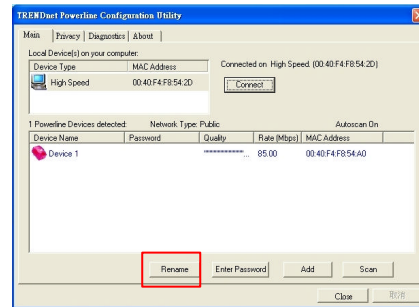 TRENDnet Powerline Configuration Utility
Main Privacy Diagnostics About
Local Device(s) on your computer:
Device Type MAC Address
High Speed 00:40:F4:F8:54:2D
Connected on High Speed (00:40:F4:F8:54:2D)
Connect
1 Powerline Devices detected: Network Type: Public Autoscan On
Device Name Password Quality Rate (Mbps) MAC Address
Device 1 85.00 00:40:F4:F8:54:A0
Rename Enter Password Add Scan
Close 取消